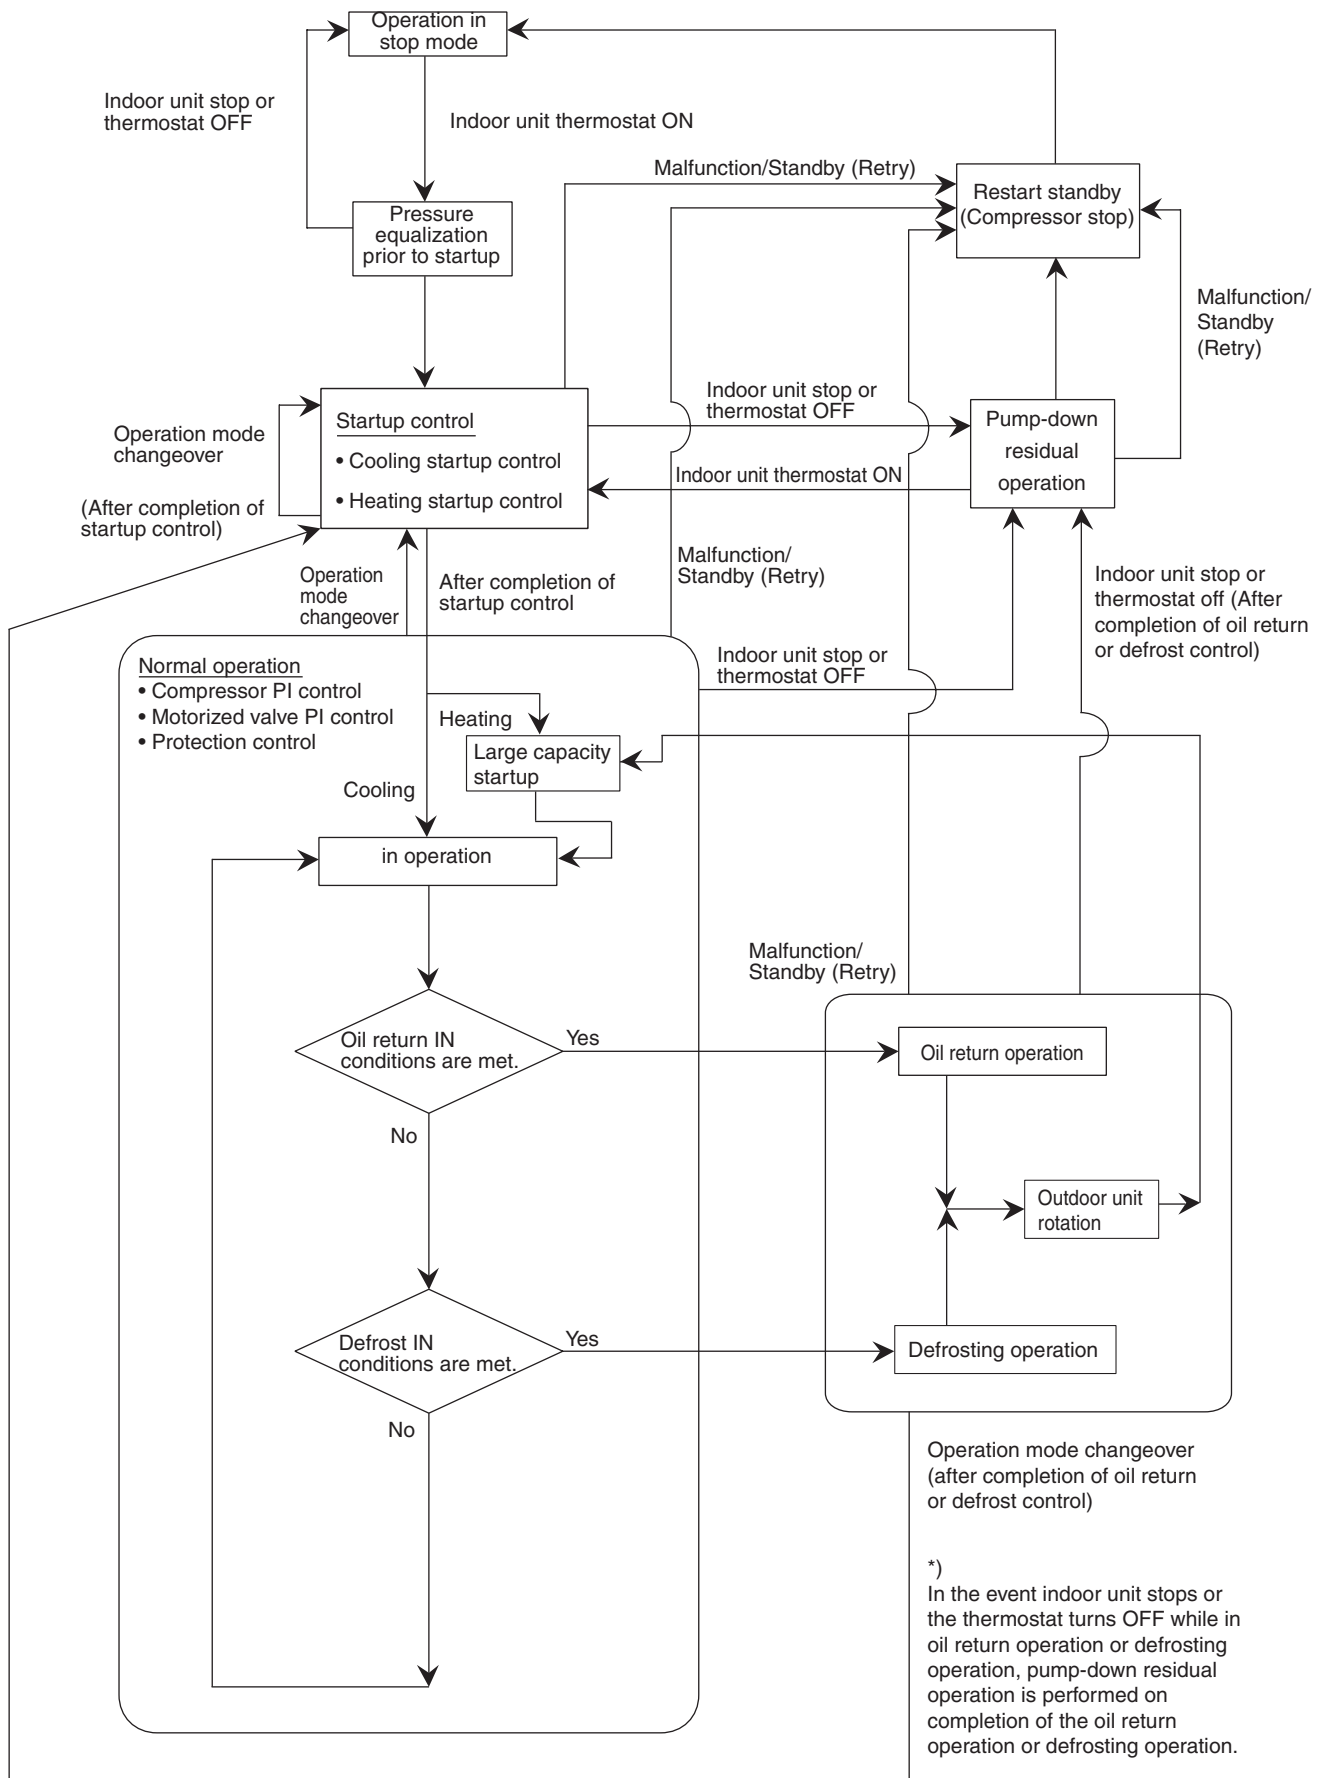 Operation in
stop mode
Indoor unit stop or
thermostat OFF
Indoor unit thermostat ON
Malfunction/Standby (Retry)
Restart standby
(Compressor stop)
Pressure
equalization
prior to startup
Malfunction/
Standby
(Retry)
Indoor unit stop or
thermostat OFF
Startup control
• Cooling startup control
• Heating startup control
Operation mode
changeover
(After completion of
startup control)
Pump-down
residual
operation
Indoor unit thermostat ON
Malfunction/
Standby (Retry)
Operation
mode
changeover
After completion of
startup control
Indoor unit stop or
thermostat off (After
completion of oil return
or defrost control)
Normal operation
• Compressor PI control
• Motorized valve PI control
• Protection control
Indoor unit stop or
thermostat OFF
Heating
Large capacity
startup
Cooling
in operation
Malfunction/
Standby (Retry)
Oil return IN
conditions are met.
Yes
Oil return operation
No
Outdoor unit
rotation
Defrost IN
conditions are met.
Yes
Defrosting operation
No
Operation mode changeover
(after completion of oil return
or defrost control)
*)
In the event indoor unit stops or
the thermostat turns OFF while in
oil return operation or defrosting
operation, pump-down residual
operation is performed on
completion of the oil return
operation or defrosting operation.